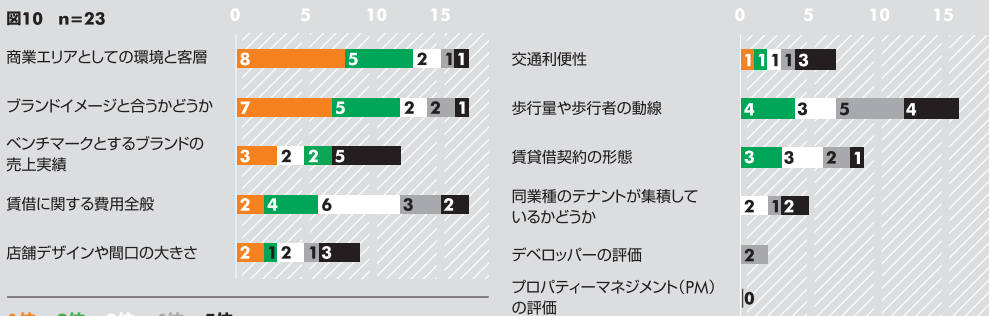 図10 n=23
0 5 10 15
商業エリアとしての環境と客層
8 5 2 1 1
ブランドイメージと合うかどうか
7 5 2 2 1
ベンチマークとするブランドの
売上実績
3 2 2 5
賃借に関する費用全般
2 4 6 3 2
店舗デザインや間口の大きさ
2 1 2 1 3
0 5 10 15
交通利便性
1 1 1 1 3
歩行量や歩行者の動線
4 3 5 4
賃貸借契約の形態
3 3 2 1
同業種のテナントが集積して
いるかどうか
2 1 2
デベロッパーの評価
2
プロパティーマネジメント(PM)
の評価
0